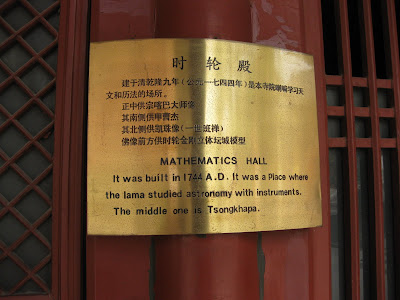 时轮殿
建于清乾隆九年（公元一七四四年）是本寺院喇嘛学习天
文和历法的场所。
正中供宗喀巴大师像
其南侧供甲曹杰
其北侧供凯珠像（一世班禅）
佛像前方供时轮金刚立体坛城模型
MATHEMATICS HALL
It was built in 1744 A.D. It was a Place where
the lama studied astronomy with instruments.
The middle one is Tsongkhapa.